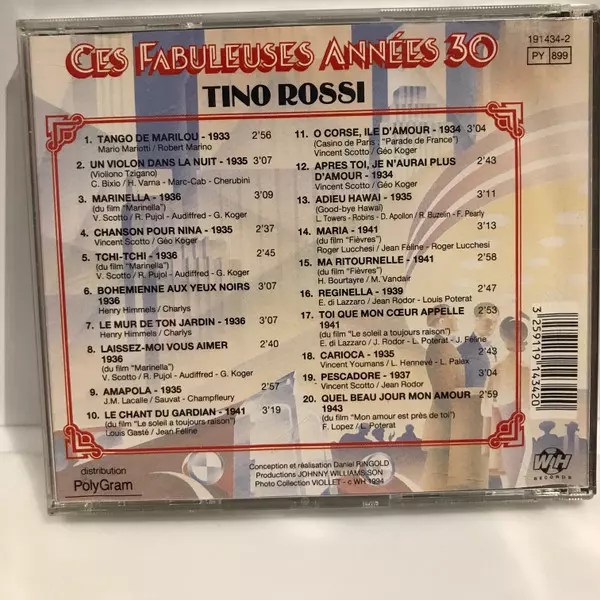 CES FABULEUSES ANNÉES 30
191 434-2
PY 899
TINO ROSSI
1. TANGO DE MARILOU - 1933 2'56
Mario Mariotti / Robert Marino
2. UN VIOLON DANS LA NUIT - 1935 3'07
(Violiono Tzigano)
C. Bixio / H. Varna - Marc-Cab - Cherubini
3. MARINELLA - 1936 3'09
(du film "Marinella")
V. Scotto / R. Pujol - Audiffred - G. Koger
4. CHANSON POUR NINA - 1935 2'37
Vincent Scotto / Géo Koger
5. TCHI-TCHI - 1936 2'45
(du film "Marinella")
V. Scotto / R. Pujol - Audiffred - G. Koger
6. BOHEMIENNE AUX YEUX NOIRS 3'07
1936
Henry Himmels / Charlys
7. LE MUR DE TON JARDIN - 1936 3'07
Henry Himmels / Charlys
8. LAISSEZ-MOI VOUS AIMER 2'40
1936
(du film "Marinella")
V. Scotto / R. Pujol - Audiffred - G. Koger
9. AMAPOLA - 1935 2'57
J.M. Lacalle / Sauvat - Champfleury
10. LE CHANT DU GARDIAN - 1941 3'19
(du film "Le soleil a toujours raison")
Louis Gasté / Jean Féline
11. O CORSE, ILE D'AMOUR - 1934 3'04
(Casino de Paris ; "Parade de France")
Vincent Scotto / Géo Koger
12. APRES TOI, JE N'AURAI PLUS 2'43
D'AMOUR - 1934
Vincent Scotto / Géo Koger
13. ADIEU HAWAI - 1935 3'11
(Good-bye Hawaï)
L. Towers - Robins - D. Apollon / R. Buzelin - F. Pearly
14. MARIA - 1941 3'13
(du film "Fièvres")
Roger Lucchesi / Jean Féline - Roger Lucchesi
15. MA RITOURNELLE - 1941 2'58
(du film "Fièvres")
H. Bourtayre / M. Vandair
16. REGINELLA - 1939 2'47
E. di Lazzaro / Jean Rodor - Louis Poterat
17. TOI QUE MON CŒUR APPELLE 2'53
1941
(du film "Le soleil a toujours raison")
E. di Lazzaro / J. Rodor - L. Poterat - J. Féline
18. CARIOCA - 1935 2'43
Vincent Youmans / L. Hennevé - L. Palex
19. PESCADORE - 1937 3'04
Vincent Scotto / Jean Rodor
20. QUEL BEAU JOUR MON AMOUR 2'59
1943
(du film "Mon amour est près de toi")
F. Lopez / L. Poterat
3 259119 143420
distribution
PolyGram
Conception et réalisation Daniel RINGOLD
Productions JOHNNY WILLIAMS SON
Photo Collection VIOLLET - c WH 1994
WH
RECORDS